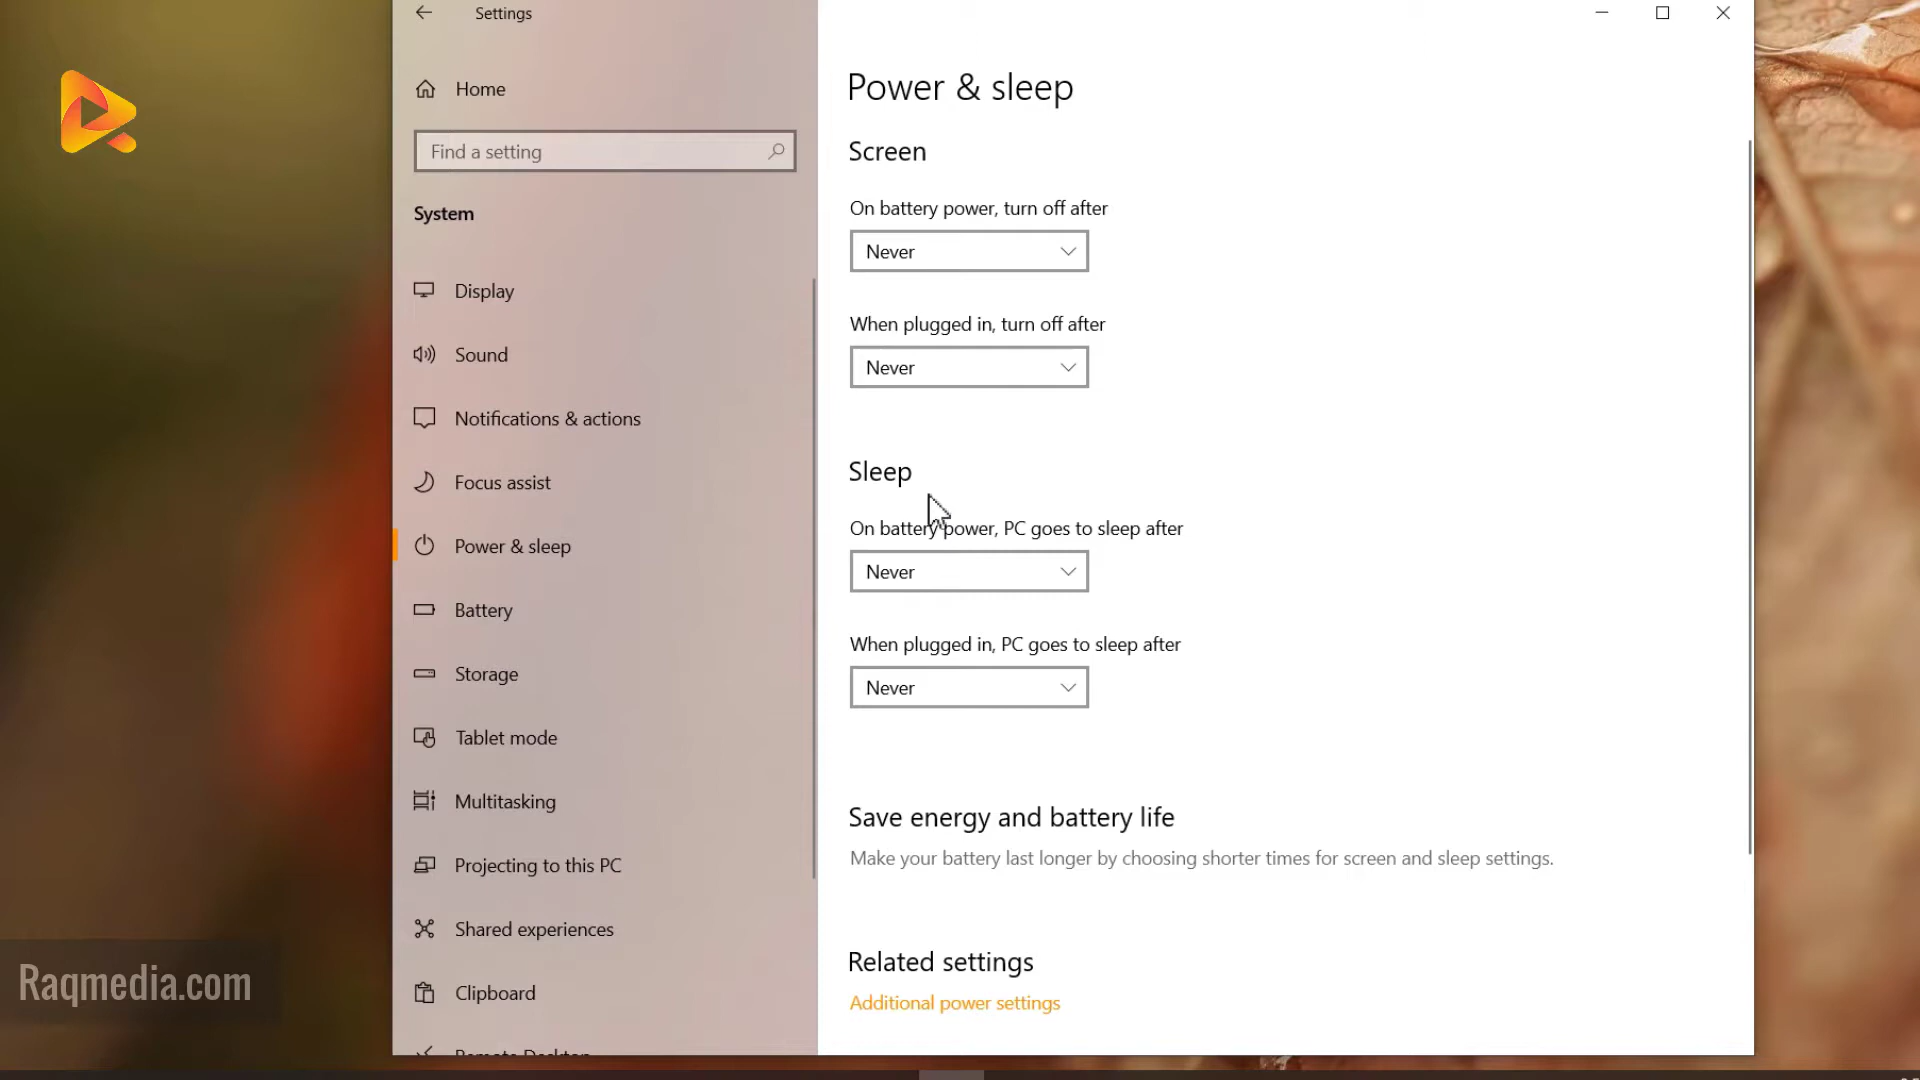 Settings
Home
Find a setting
System
Display
Sound
Notifications & actions
Focus assist
Power & sleep
Battery
Storage
Tablet mode
Multitasking
Projecting to this PC
Shared experiences
Clipboard
Remote Desktop
Power & sleep
Screen
On battery power, turn off after
Never
When plugged in, turn off after
Never
Sleep
On battery power, PC goes to sleep after
Never
When plugged in, PC goes to sleep after
Never
Save energy and battery life
Make your battery last longer by choosing shorter times for screen and sleep settings.
Related settings
Additional power settings
Raqmedia.com